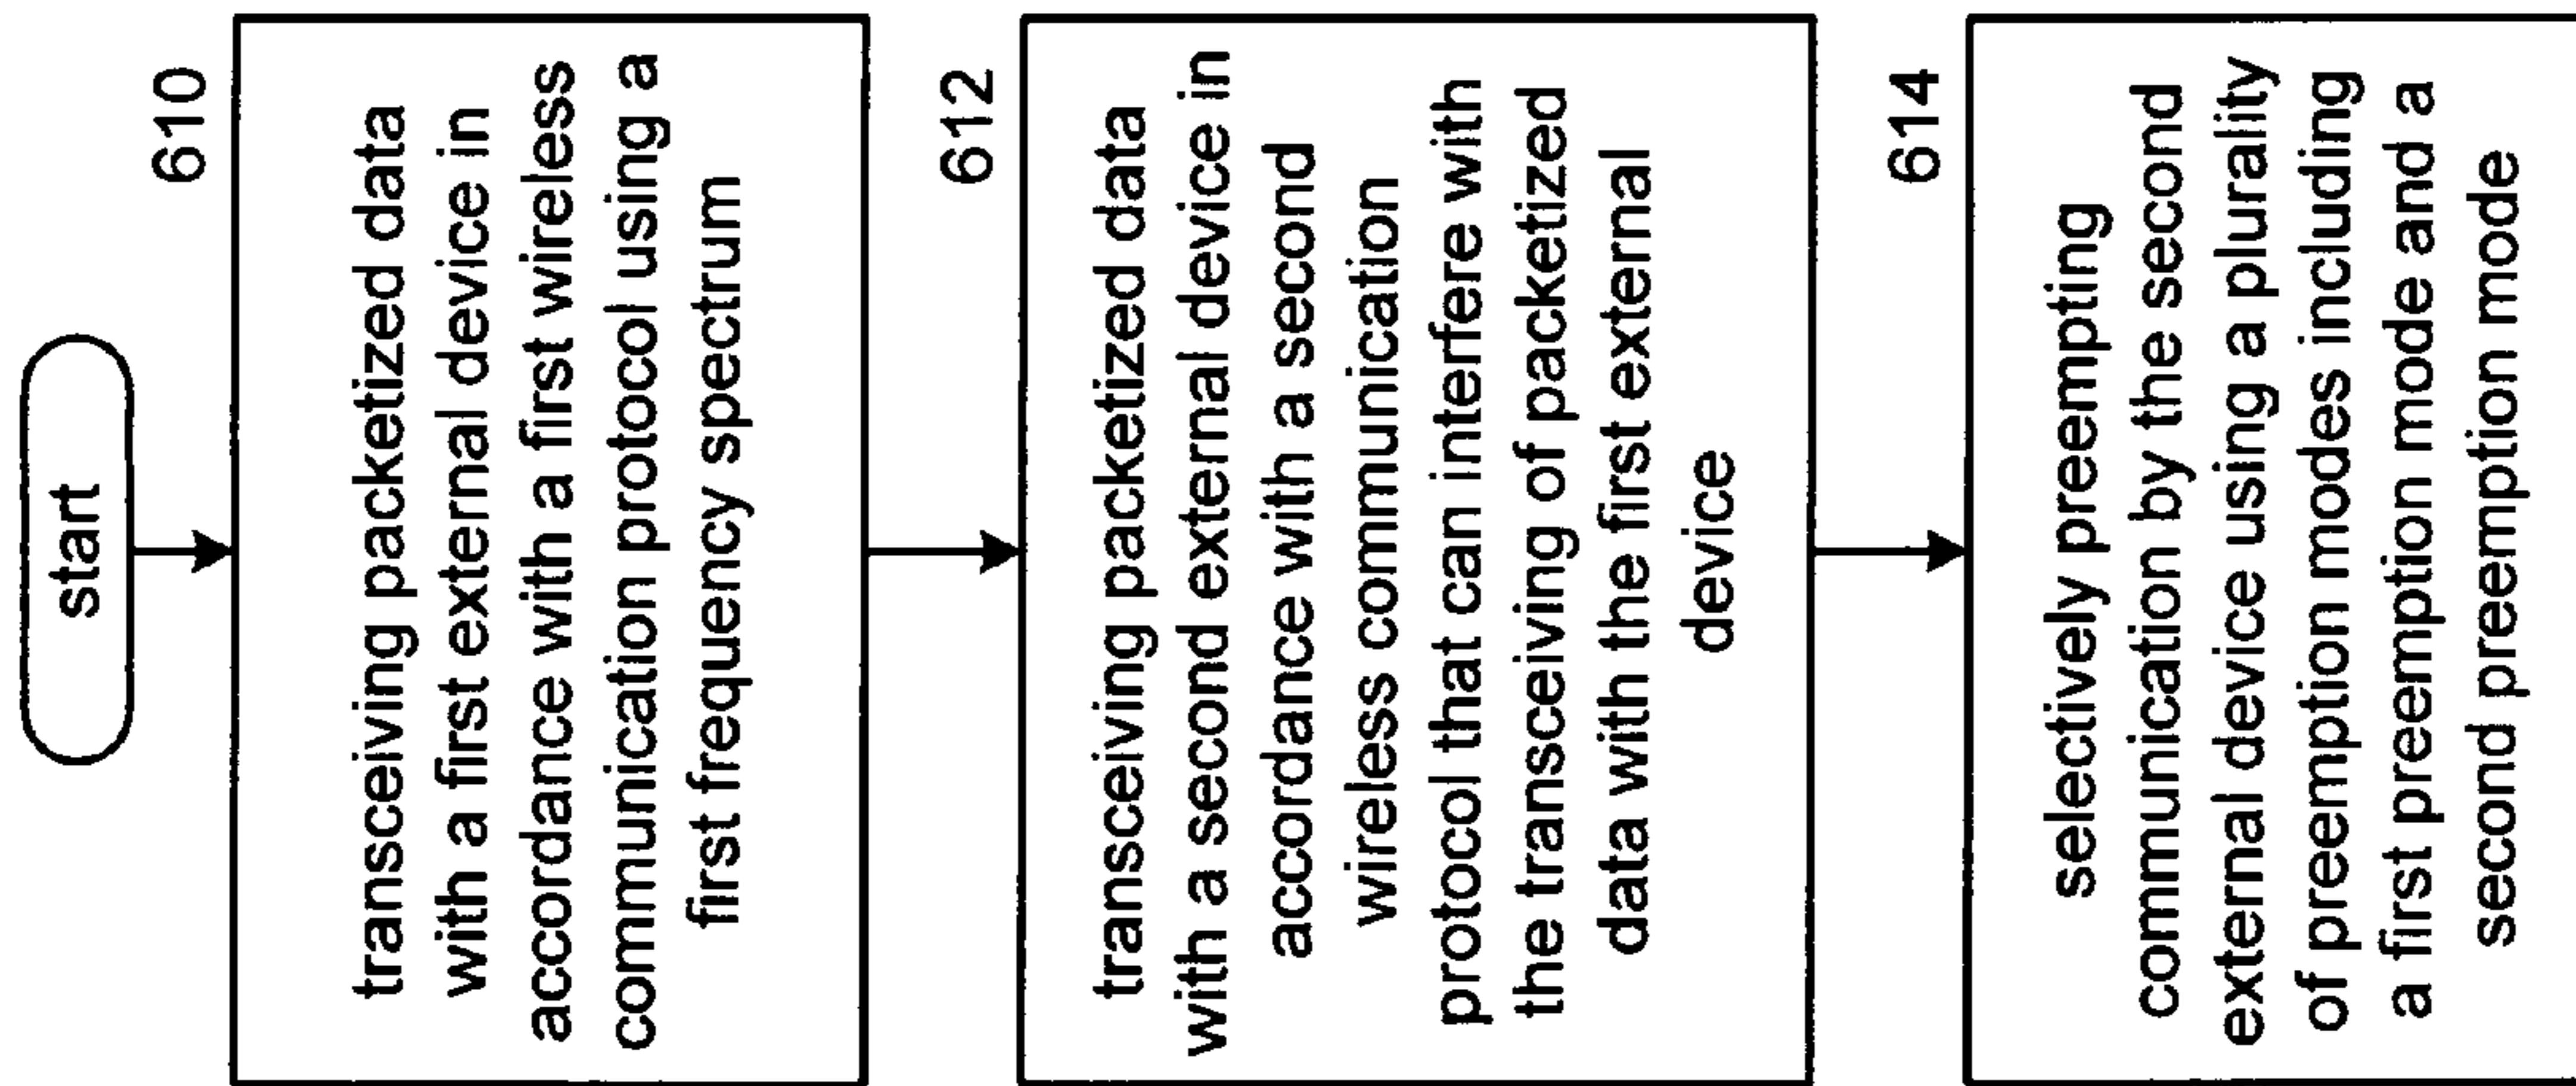 start
610
transceiving packetized data
with a first external device in
accordance with a first wireless
communication protocol using a
first frequency spectrum
612
transceiving packetized data
with a second external device in
accordance with a second
wireless communication
protocol that can interfere with
the transceiving of packetized
data with the first external
device
614
selectively preempting
communication by the second
external device using a plurality
of preemption modes including
a first preemption mode and a
second preemption mode